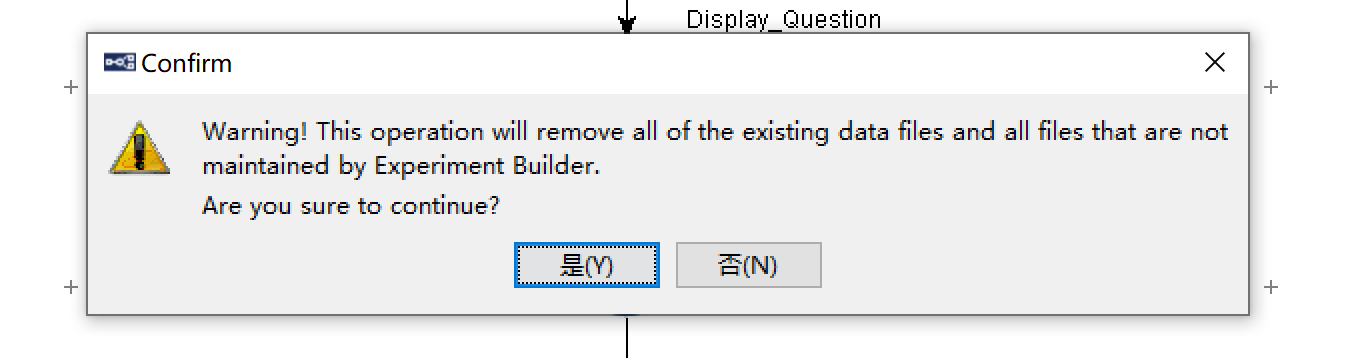 Display_Question
Confirm
Warning! This operation will remove all of the existing data files and all files that are not
maintained by Experiment Builder.
Are you sure to continue?
是(Y)
否(N)